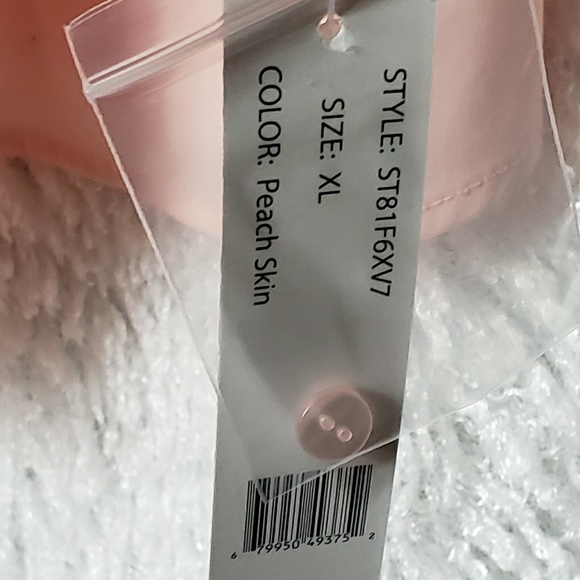 STYLE: ST81F6XV7
SIZE: XL
COLOR: Peach Skin
6 79950 49375 2